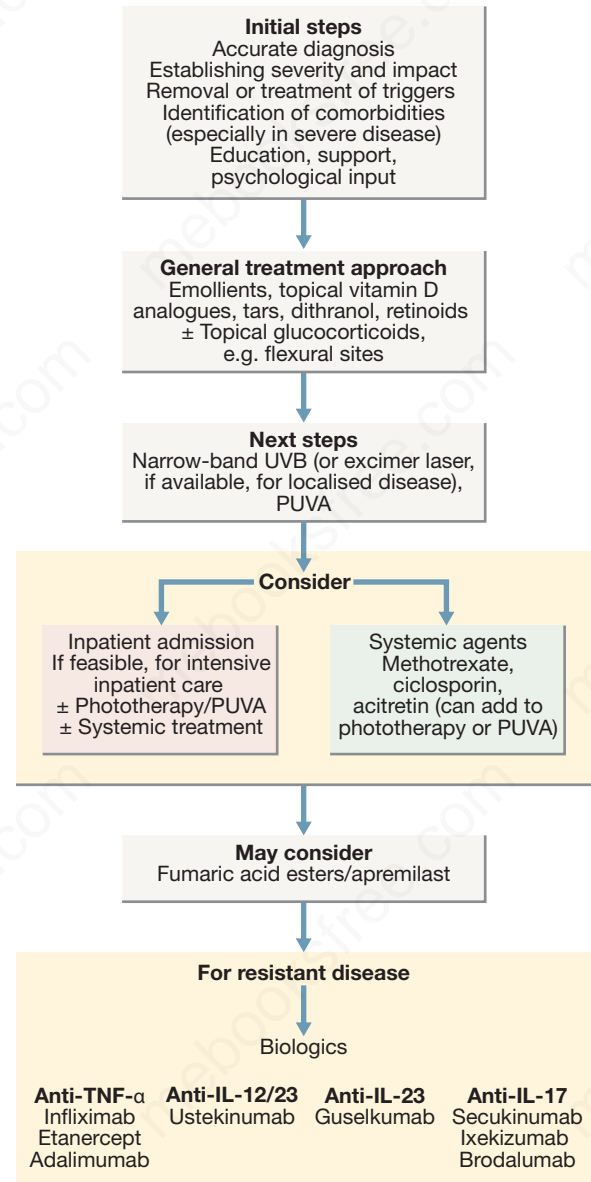 Initial steps
Accurate diagnosis
Establishing severity and impact
Removal or treatment of triggers
Identification of comorbidities
(especially in severe disease)
Education, support,
psychological input
General treatment approach
Emollients, topical vitamin D
analogues, tars, dithranol, retinoids
± Topical glucocorticoids,
e.g. flexural sites
Next steps
Narrow-band UVB (or excimer laser,
if available, for localised disease),
PUVA
Consider
Inpatient admission
If feasible, for intensive
inpatient care
± Phototherapy/PUVA
± Systemic treatment
Systemic agents
Methotrexate,
ciclosporin,
acitretin (can add to
phototherapy or PUVA)
May consider
Fumaric acid esters/apremilast
For resistant disease
Biologics
Anti-TNF-α
Infliximab
Etanercept
Adalimumab
Anti-IL-12/23
Ustekinumab
Anti-IL-23
Guselkumab
Anti-IL-17
Secukinumab
Ixekizumab
Brodalumab
mebooksfree.com